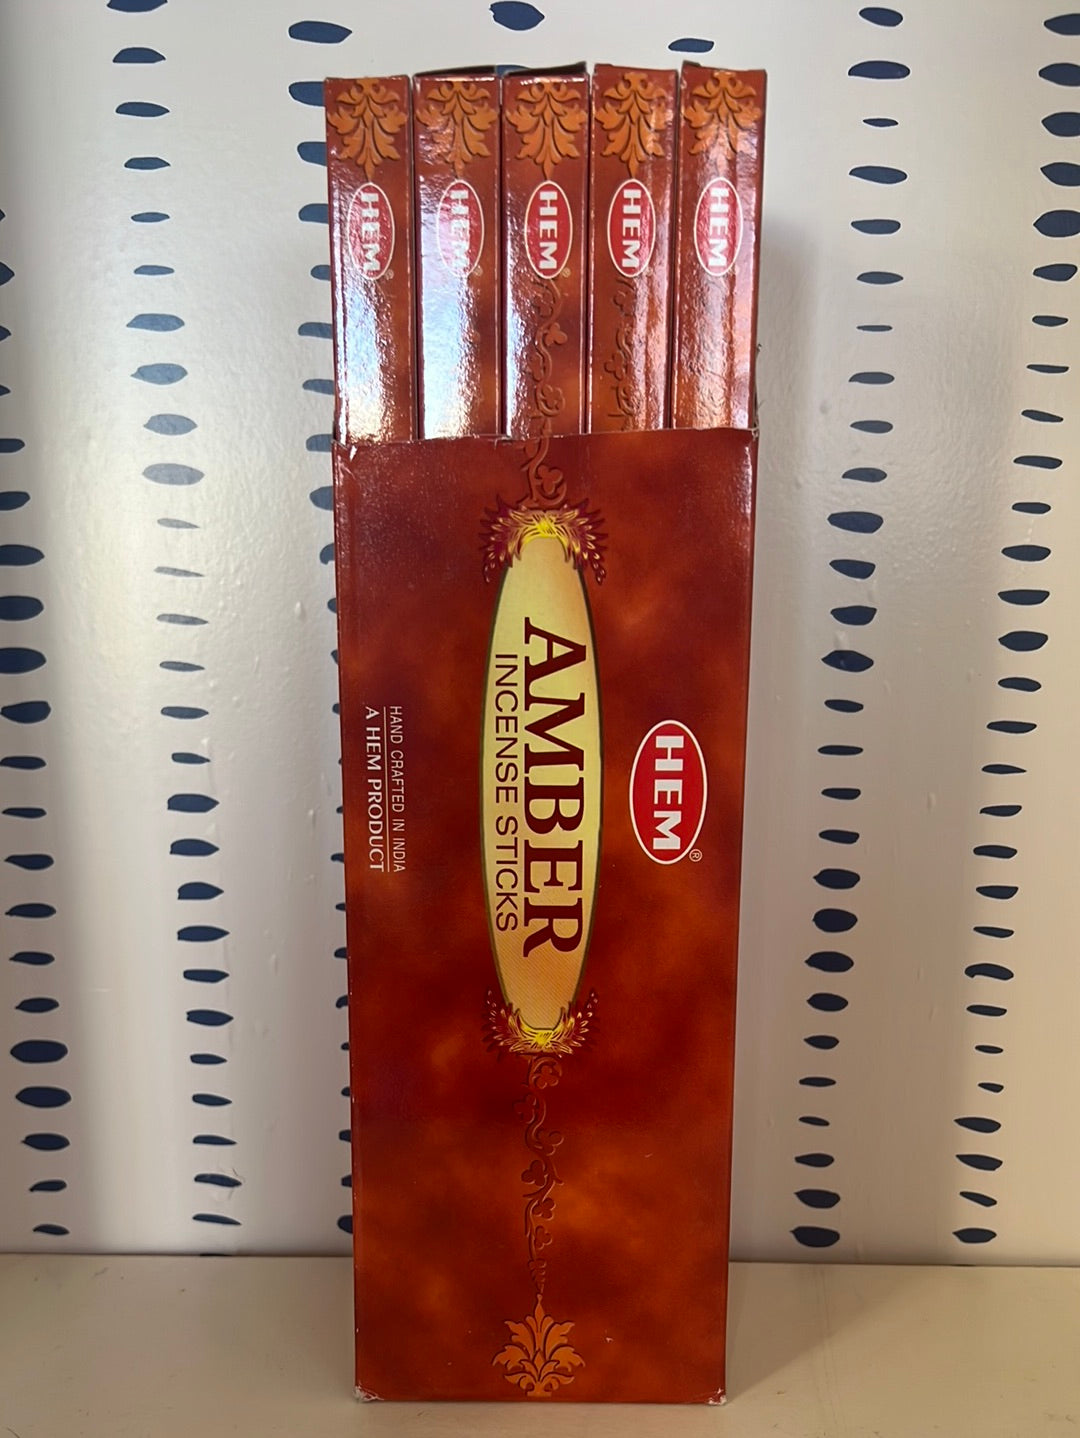 HEM®
HEM
HEM®
HEM
HEM
HEM®
AMBER
INCENSE STICKS
HAND CRAFTED IN INDIA
A HEM PRODUCT